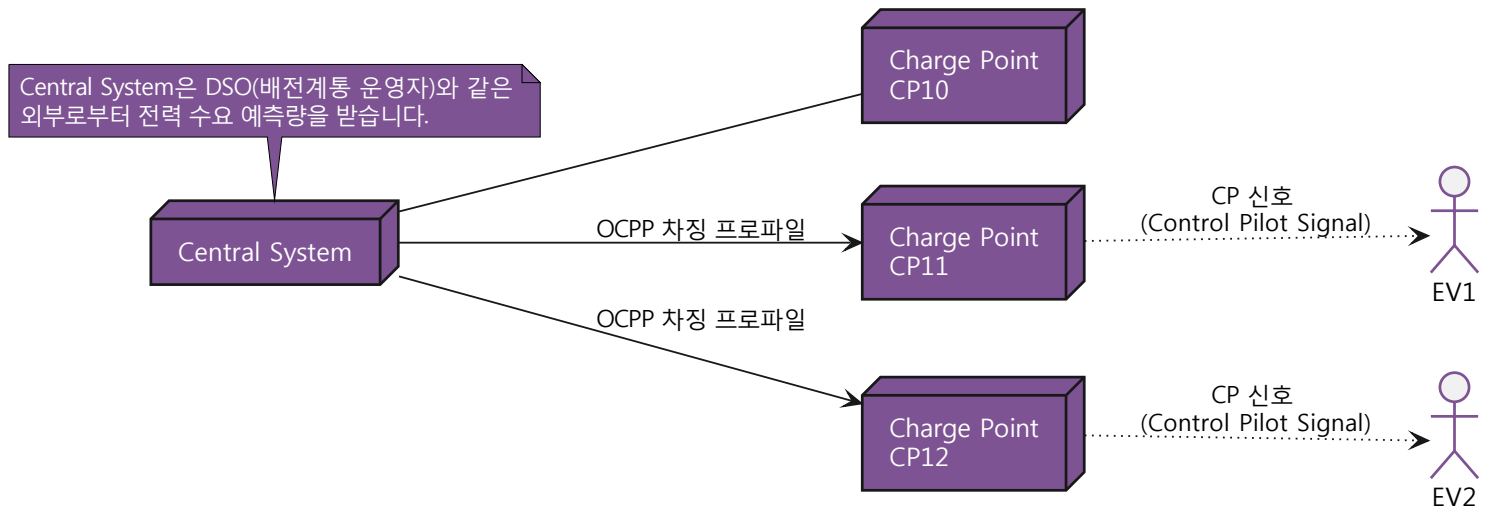 Charge Point
CP10
Central System은 DSO(배전계통 운영자)와 같은
외부로부터 전력 수요 예측량을 받습니다.
Central System
OCPP 차징 프로파일
Charge Point
CP11
CP 신호
(Control Pilot Signal)
EV1
OCPP 차징 프로파일
Charge Point
CP12
CP 신호
(Control Pilot Signal)
EV2